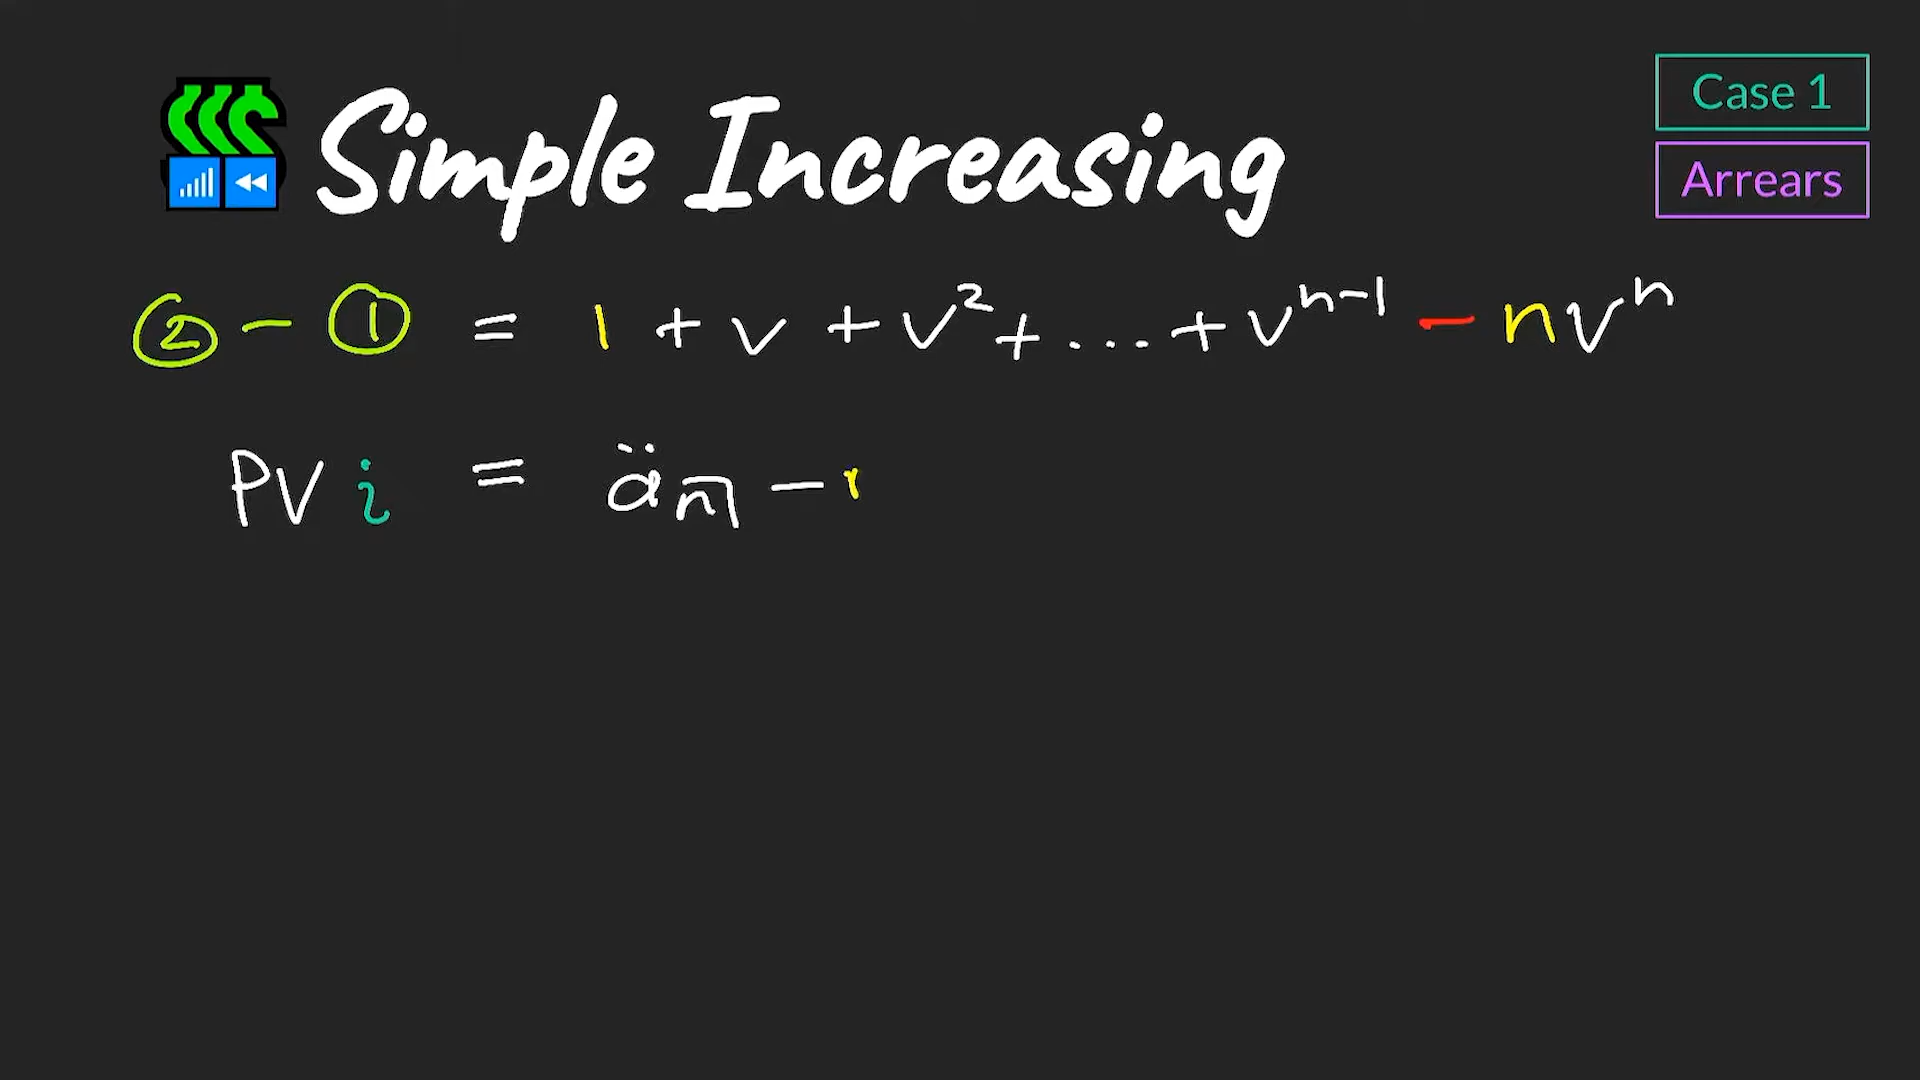 Simple Increasing
Case 1
Arrears
② - ① = 1 + v + v² + ... + vⁿ⁻¹ - nvⁿ
PV i = än̅| -